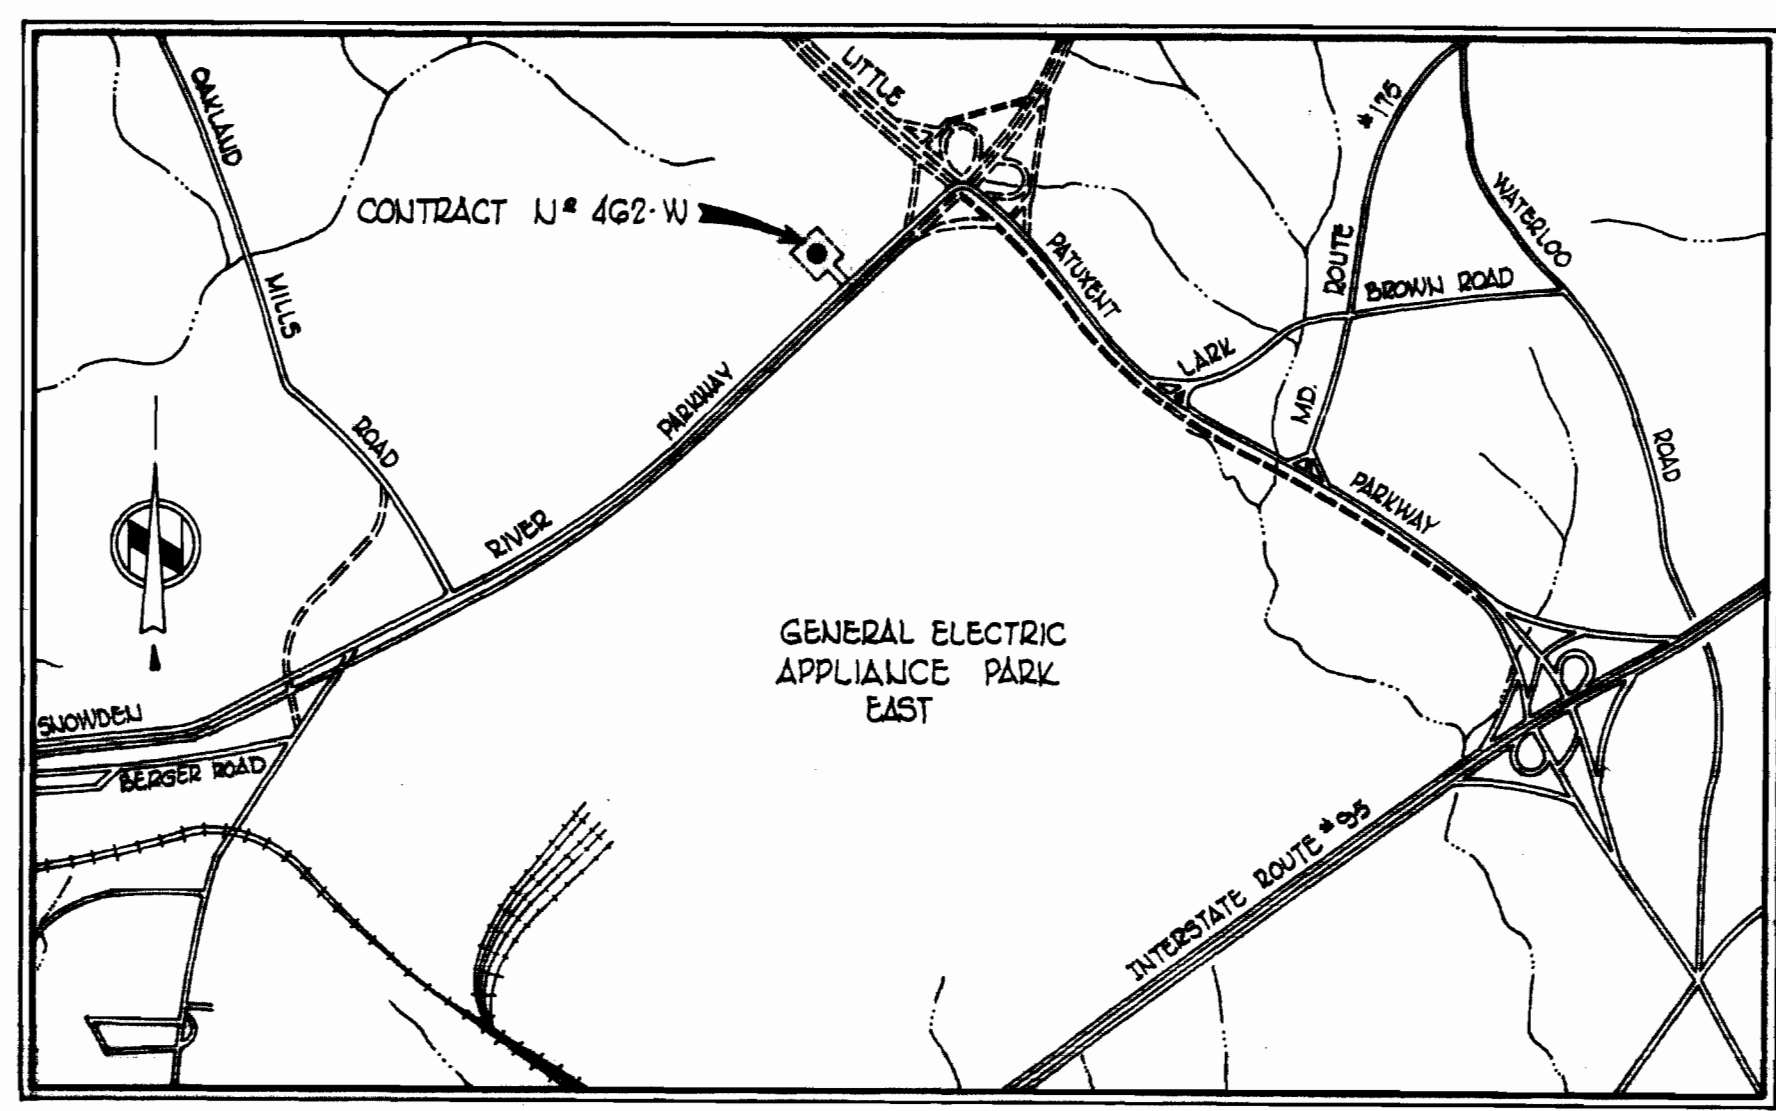 OAKLAND
MILLS
ROAD
LITTLE
PATUXENT
PARKWAY
CONTRACT Nº 462-W
#175
ROUTE
MD.
WATERLOO
ROAD
BROWN ROAD
LARK
SNOWDEN
RIVER
PARKWAY
BERGER ROAD
GENERAL ELECTRIC
APPLIANCE PARK
EAST
INTERSTATE ROUTE #95
N